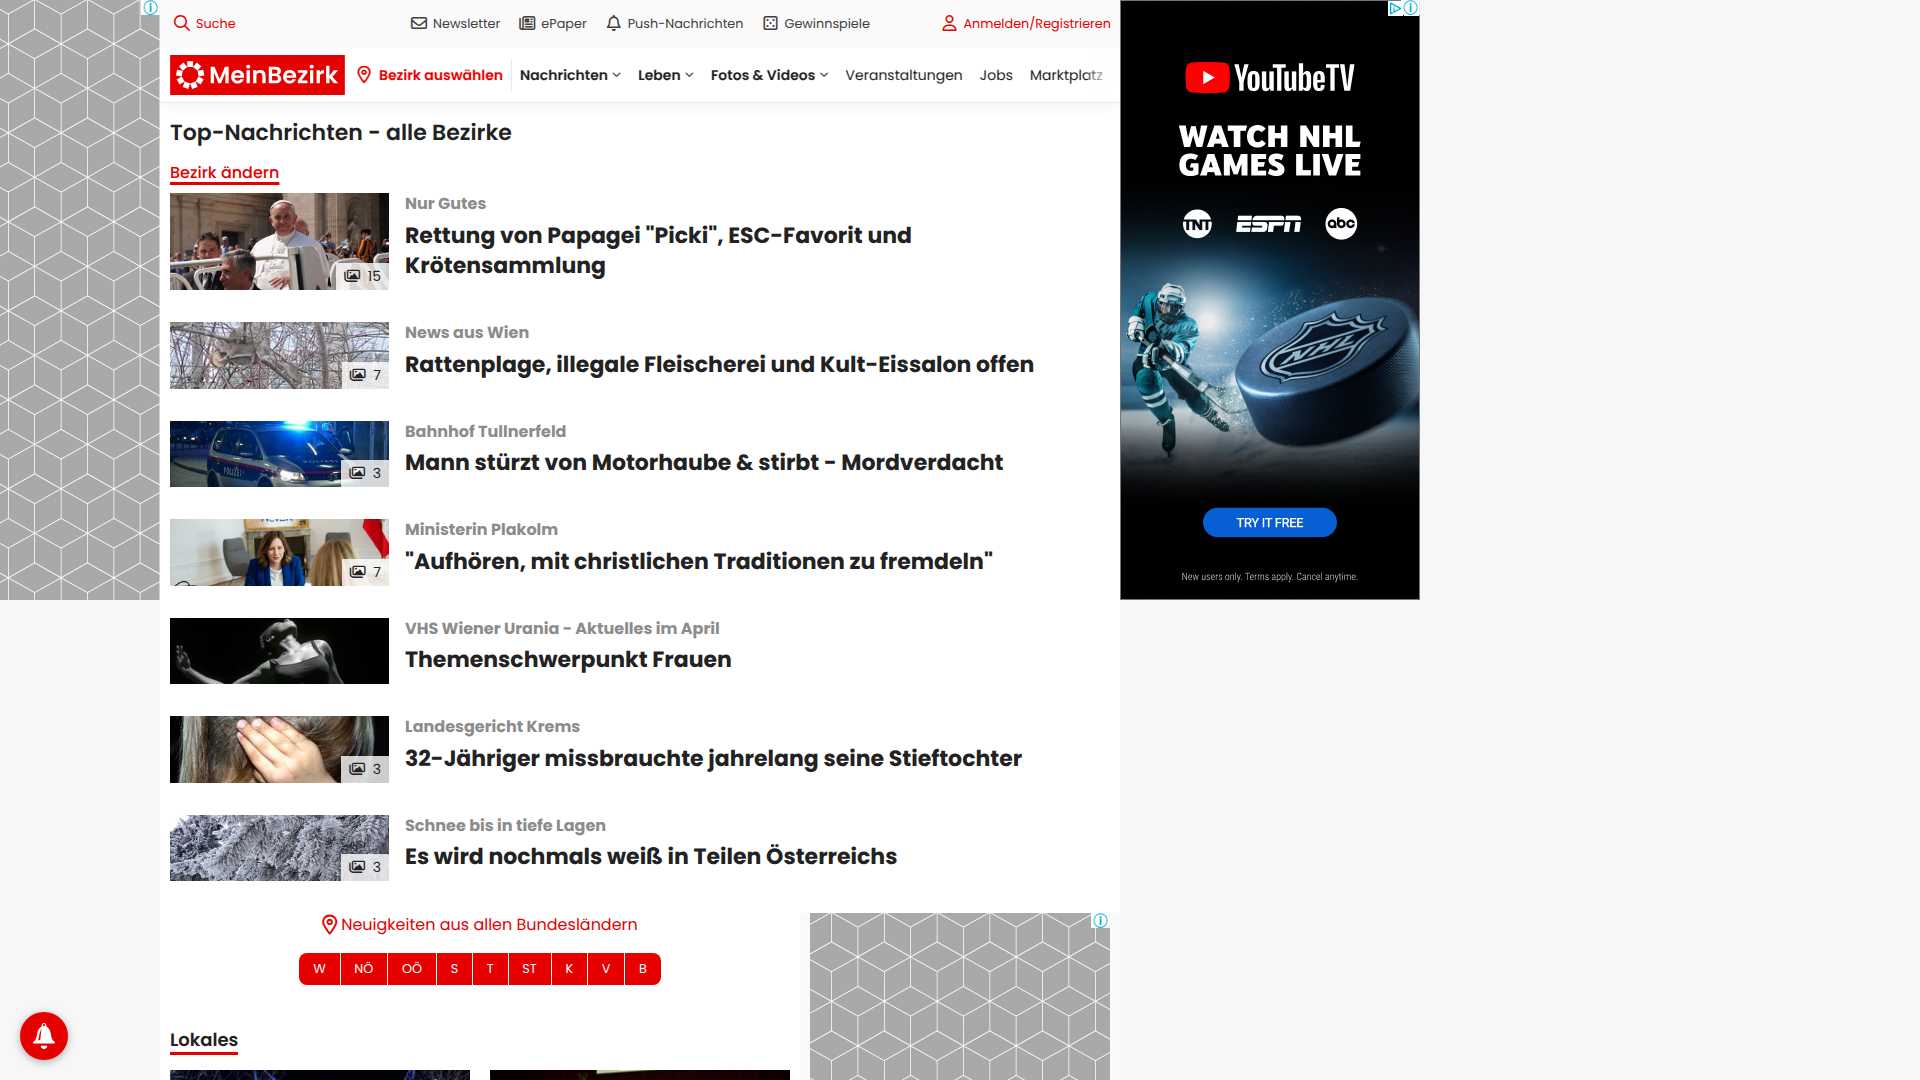 Suche
Newsletter
ePaper
Push-Nachrichten
Gewinnspiele
Anmelden/Registrieren
MeinBezirk
Bezirk auswählen
Nachrichten
Leben
Fotos & Videos
Veranstaltungen
Jobs
Marktplatz
Top-Nachrichten - alle Bezirke
Bezirk ändern
15
Nur Gutes
Rettung von Papagei "Picki", ESC-Favorit und
Krötensammlung
7
News aus Wien
Rattenplage, illegale Fleischerei und Kult-Eissalon offen
POLIZEI
3
Bahnhof Tullnerfeld
Mann stürzt von Motorhaube & stirbt - Mordverdacht
7
Ministerin Plakolm
"Aufhören, mit christlichen Traditionen zu fremdeln"
VHS Wiener Urania - Aktuelles im April
Themenschwerpunkt Frauen
3
Landesgericht Krems
32-Jähriger missbrauchte jahrelang seine Stieftochter
3
Schnee bis in tiefe Lagen
Es wird nochmals weiß in Teilen Österreichs
Neuigkeiten aus allen Bundesländern
W
NÖ
OÖ
S
T
ST
K
V
B
Lokales
YouTubeTV
WATCH NHL
GAMES LIVE
TNT
ESPN
abc
NHL
TRY IT FREE
New users only. Terms apply. Cancel anytime.